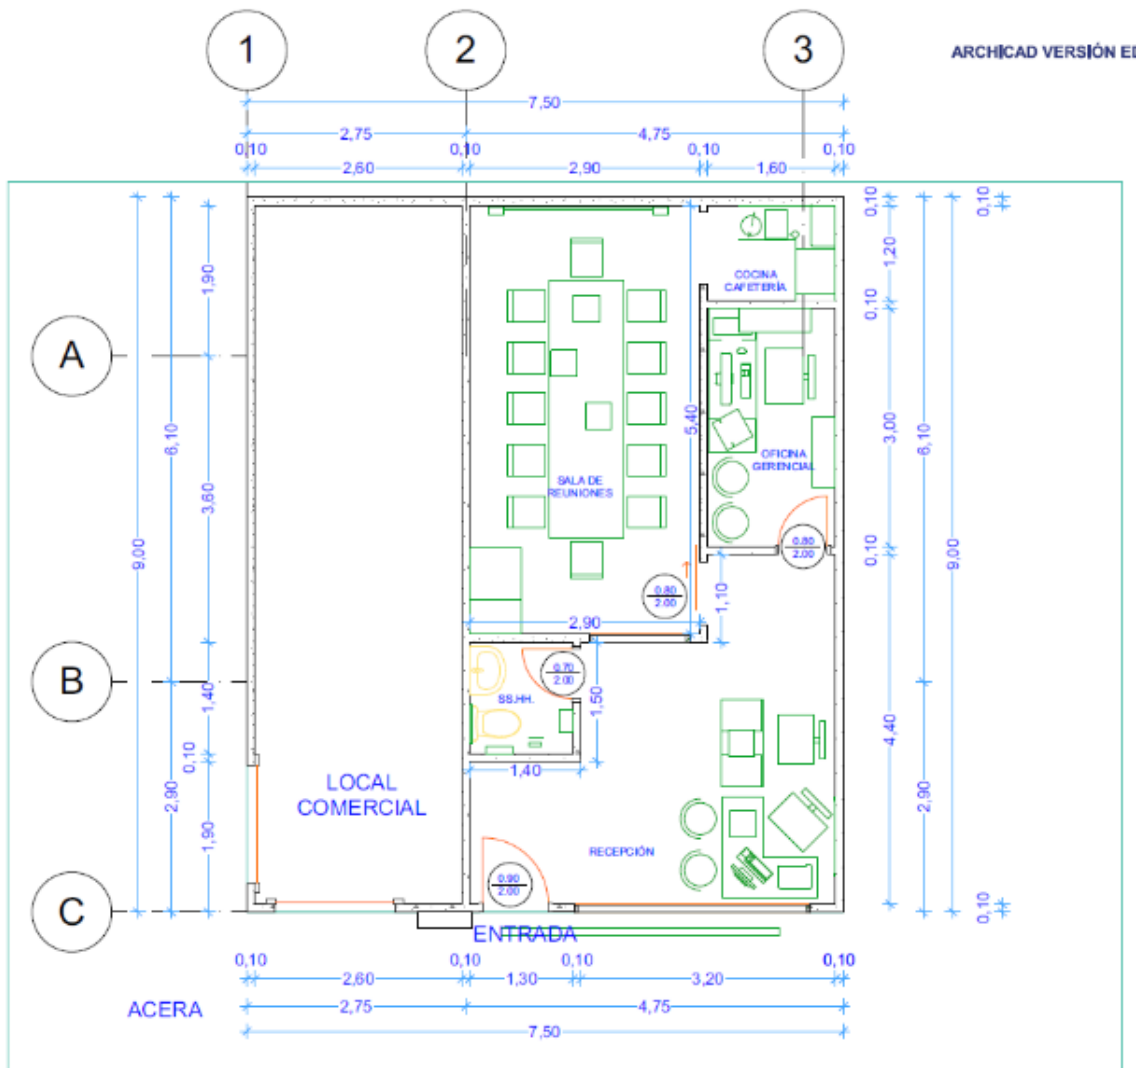 1 2 3
ARCHICAD VERSIÓN ED
7,50
2,75 4,75
0,10 0,10 0,10 0,10
2,60 2,90 1,60
0,10 0,10
1,90 1,20
COCINA
CAFETERÍA
0,10
A
6,10 5,40 3,00 6,10
OFICINA
GERENCIAL
SALA DE
REUNIONES
3,60
9,00 9,00
0,10
0.80
2.00
0.80
2.00
1,10
2,90
B
0.70
2.00
SS.HH.
1,40 1,50
4,40
0,10
1,40
LOCAL
COMERCIAL
2,90 2,90
1,90
RECEPCIÓN
0.90
2.00
C
0,10
ENTRADA
0,10 0,10 0,10 0,10
2,60 1,30 3,20
ACERA
2,75 4,75
7,50